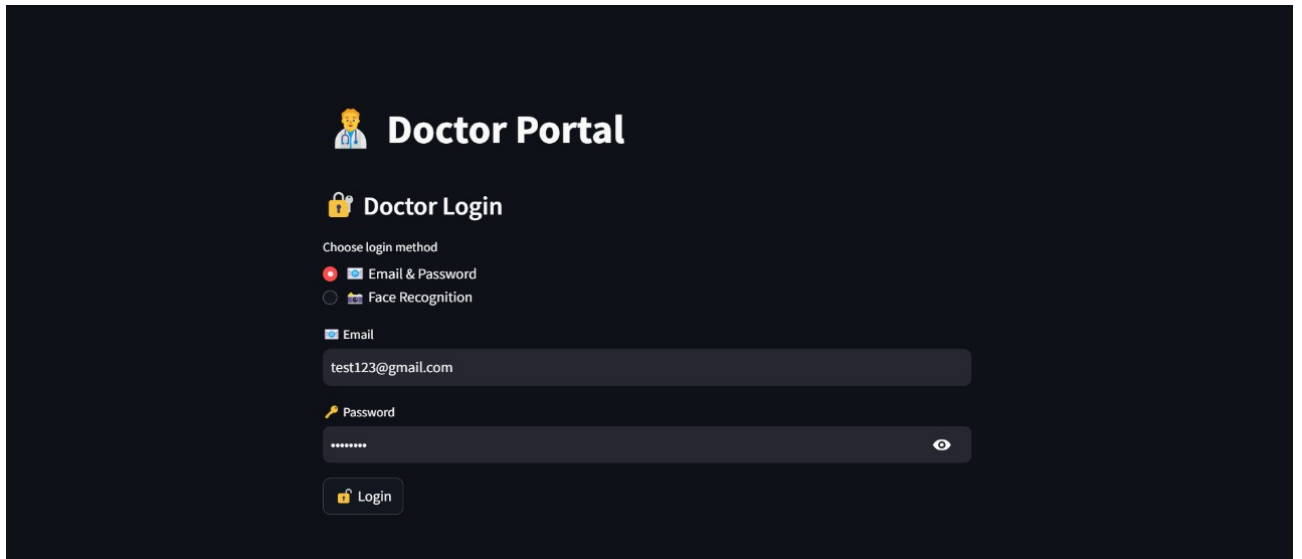 Doctor Portal
Doctor Login
Choose login method
Email & Password
Face Recognition
Email
test123@gmail.com
Password
••••••••
Login